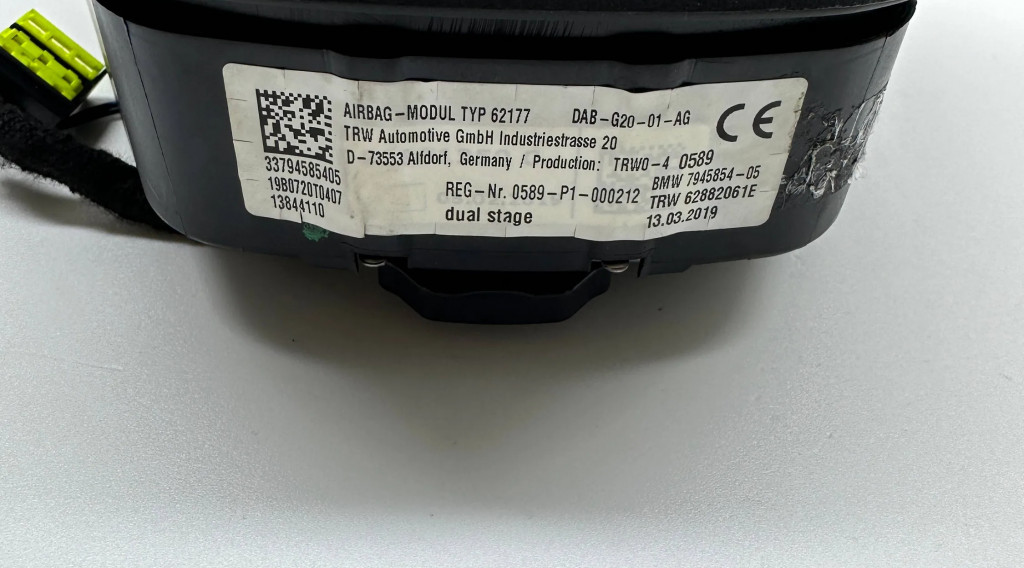 AIRBAG-MODUL TYP 62177 DAB-G20-01-AG
TRW Automotive GmbH Industriestrasse 20
D-73553 Alfdorf, Germany / Production: TRW0-4 0589
CE
33794585405
19B0720T0407
13844110
REG-Nr. 0589-P1-000212
dual stage
BMW 7945854-05
TRW 62882061E
13.03.2019